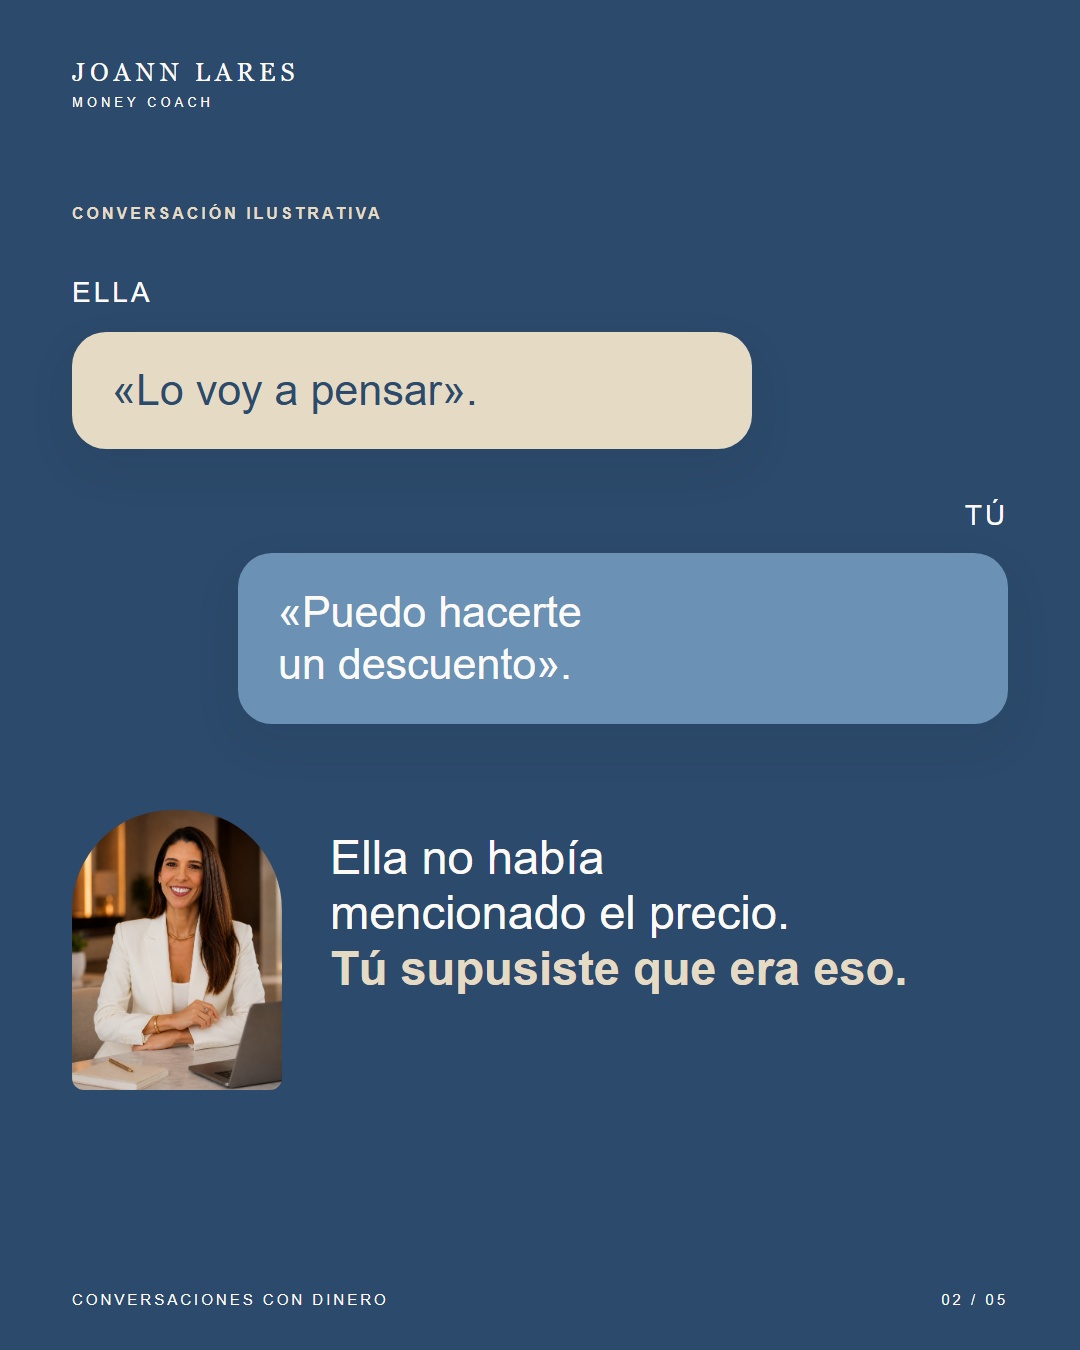 JOANN LARES
MONEY COACH
CONVERSACIÓN ILUSTRATIVA
ELLA
«Lo voy a pensar».
TÚ
«Puedo hacerte
un descuento».
Ella no había
mencionado el precio.
Tú supusiste que era eso.
CONVERSACIONES CON DINERO
02 / 05